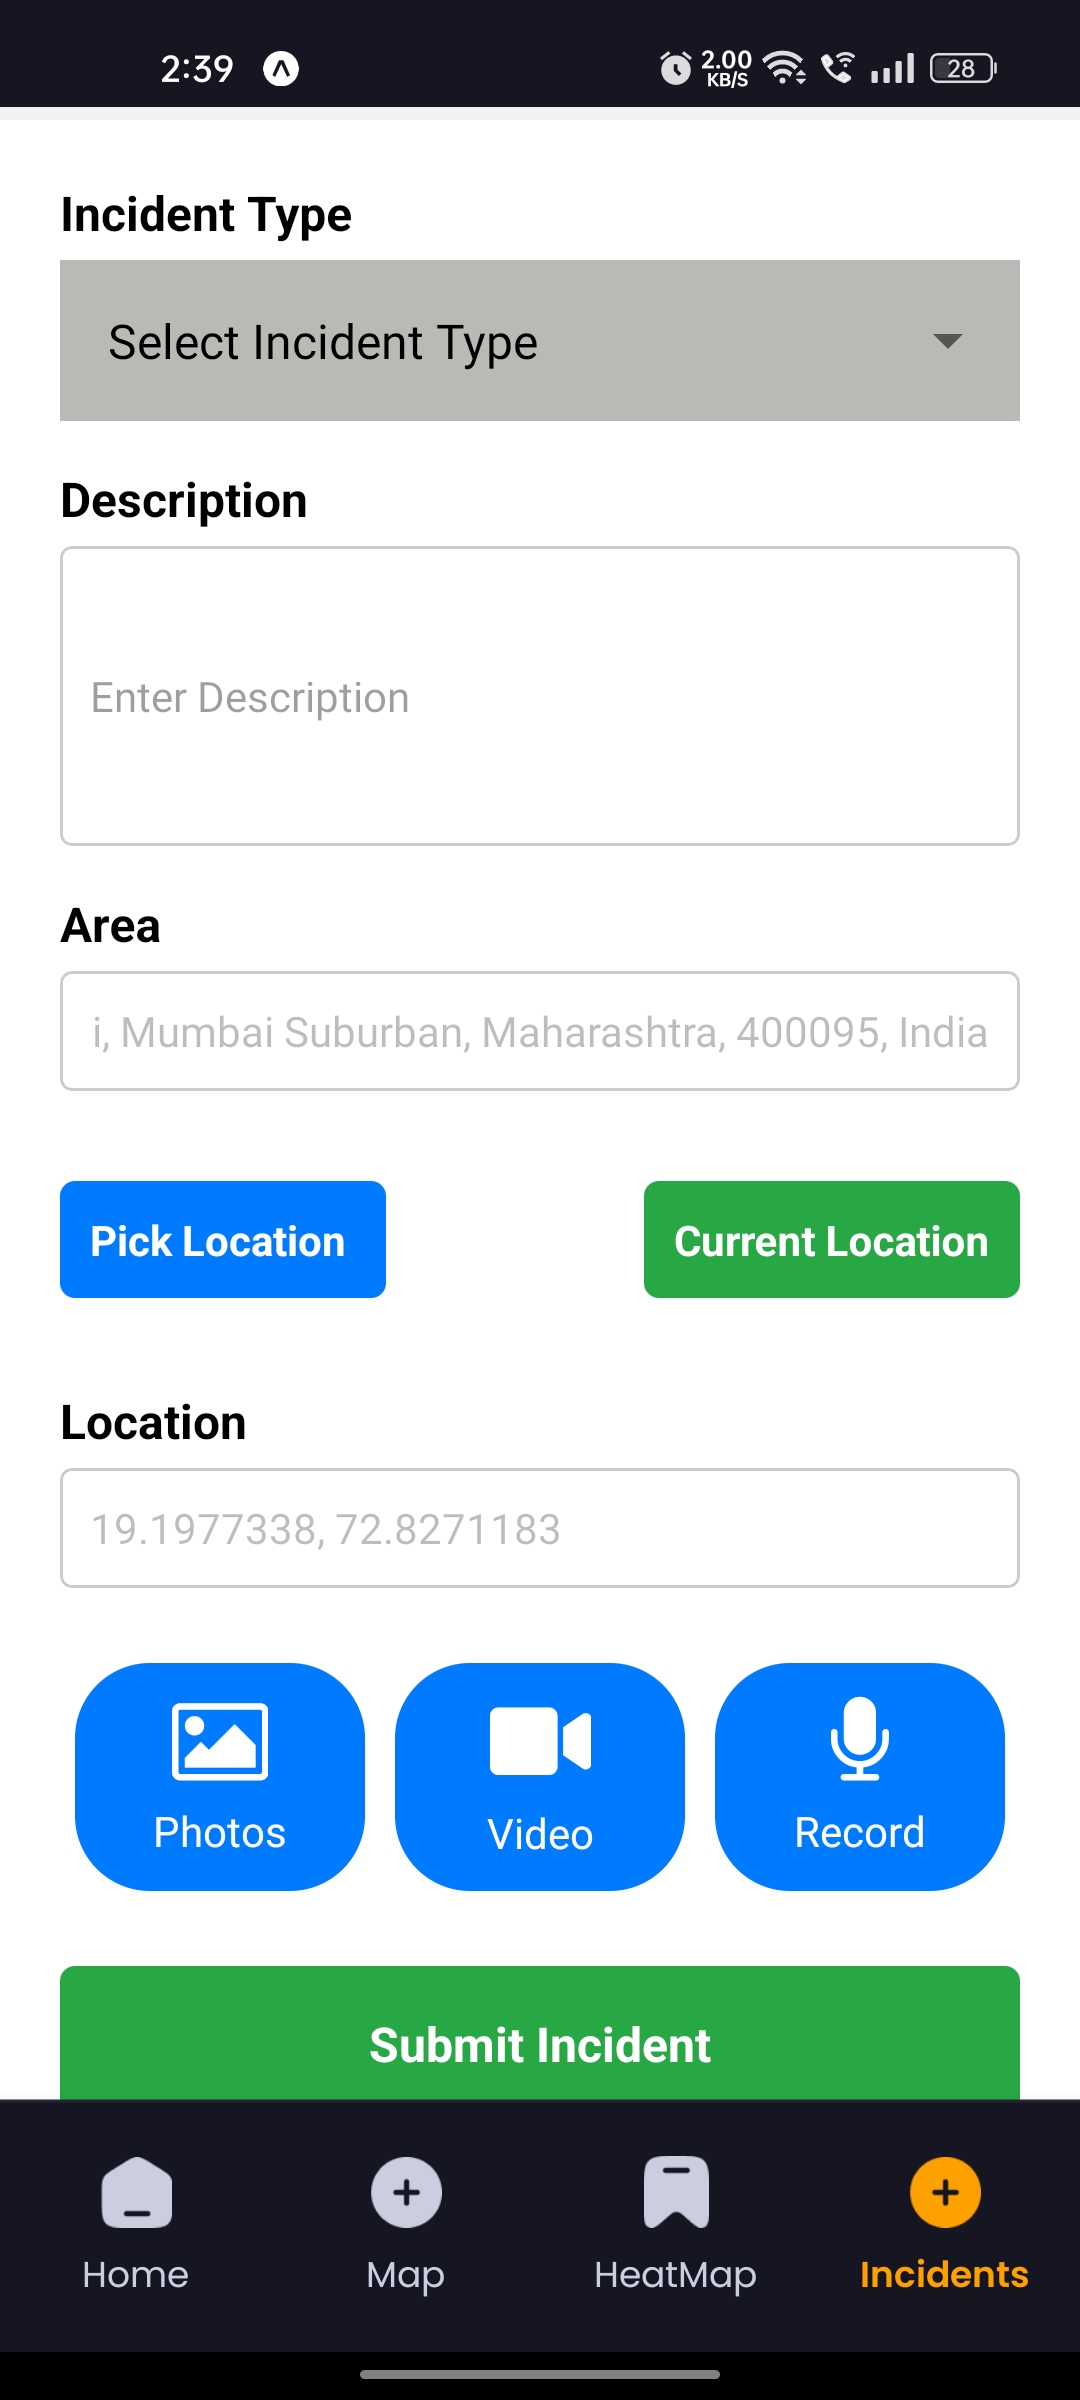 2:39 2.00 KB/S 28
Incident Type
Select Incident Type
Description
Enter Description
Area
i, Mumbai Suburban, Maharashtra, 400095, India
Pick Location Current Location
Location
19.1977338, 72.8271183
Photos Video Record
Submit Incident
Home Map HeatMap Incidents